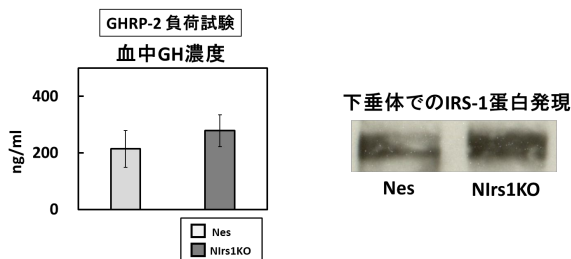 GHRP-2 負荷試験
血中GH濃度
ng/ml
400
200
0
Nes
NIrs1KO
下垂体でのIRS-1蛋白発現
Nes
NIrs1KO